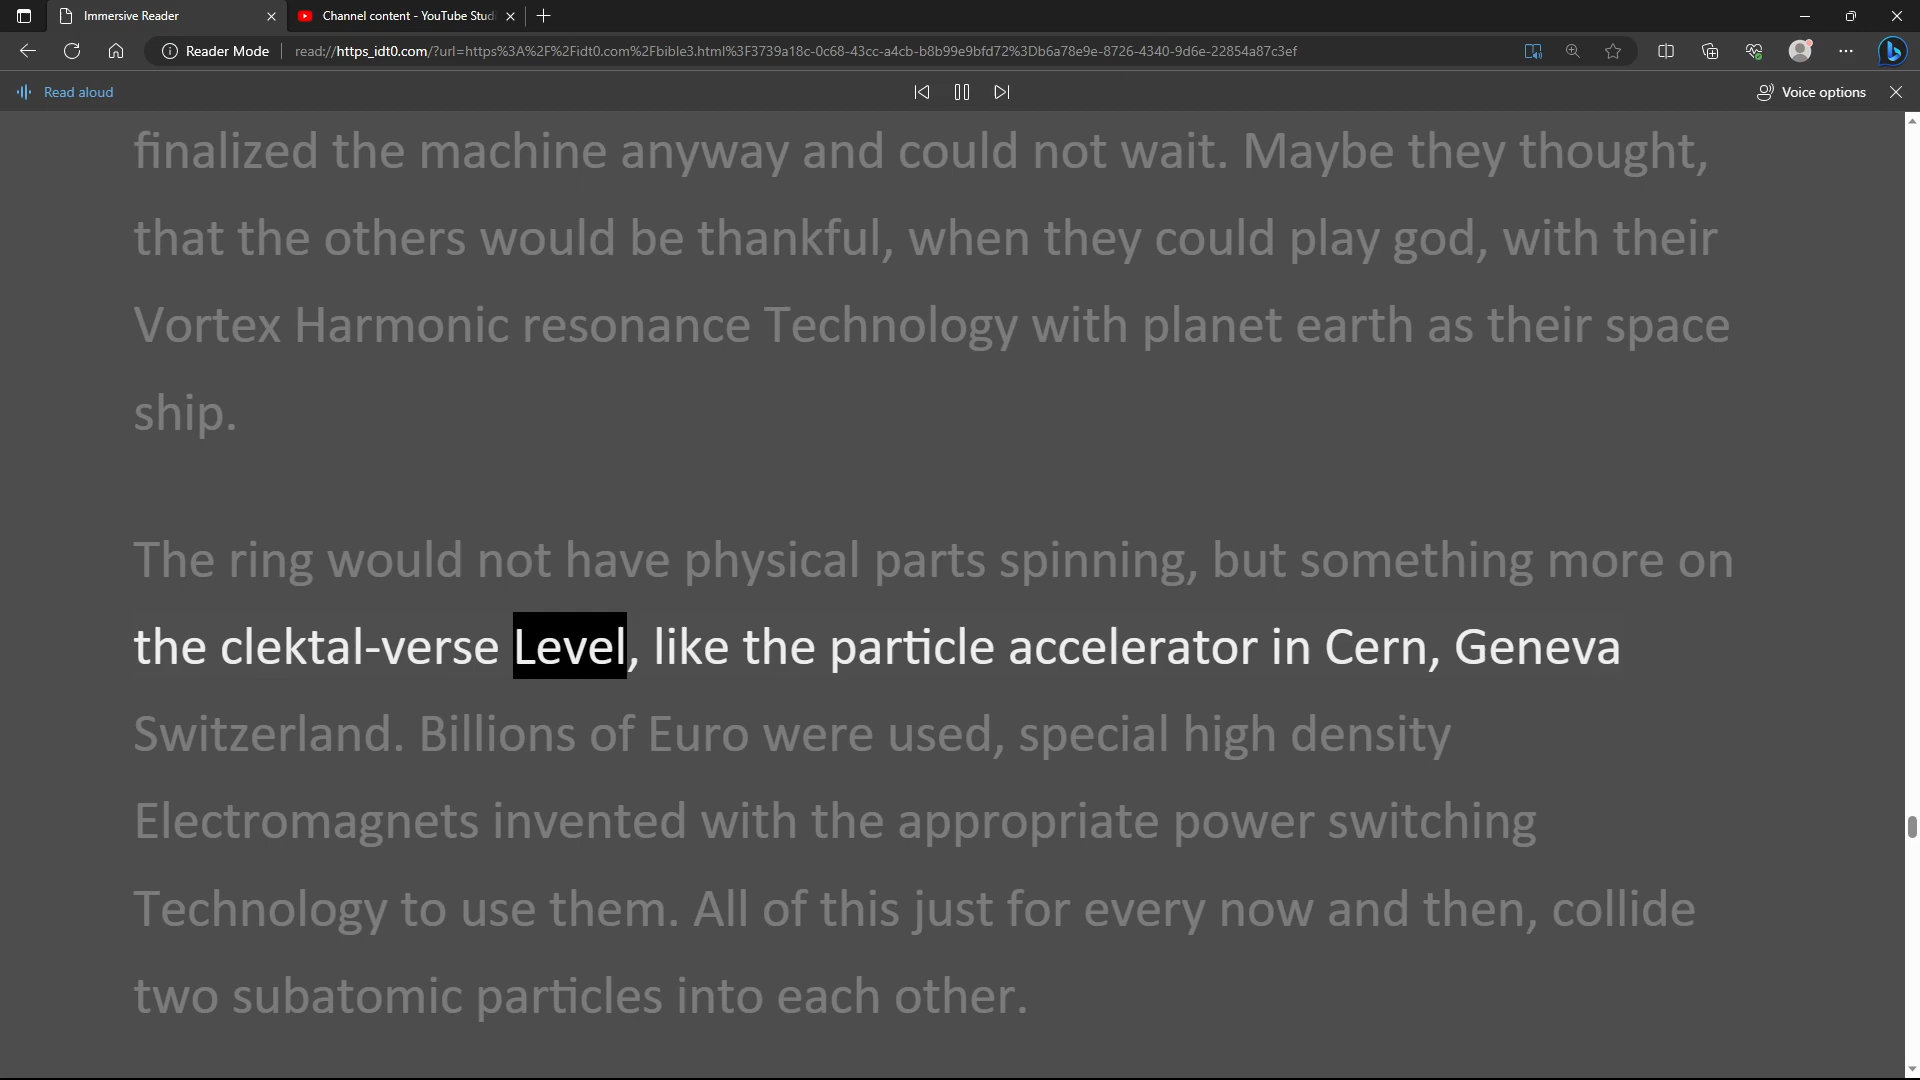 Immersive Reader
Channel content - YouTube Studi
Reader Mode
read://https_idt0.com/?url=https%3A%2F%2Fidt0.com%2Fbible3.html%3F3739a18c-0c68-43cc-a4cb-b8b99e9bfd72%3Db6a78e9e-8726-4340-9d6e-22854a87c3ef
Read aloud
Voice options
finalized the machine anyway and could not wait. Maybe they thought,
that the others would be thankful, when they could play god, with their
Vortex Harmonic resonance Technology with planet earth as their space
ship.
The ring would not have physical parts spinning, but something more on
the clektal-verse Level, like the particle accelerator in Cern, Geneva
Switzerland. Billions of Euro were used, special high density
Electromagnets invented with the appropriate power switching
Technology to use them. All of this just for every now and then, collide
two subatomic particles into each other.